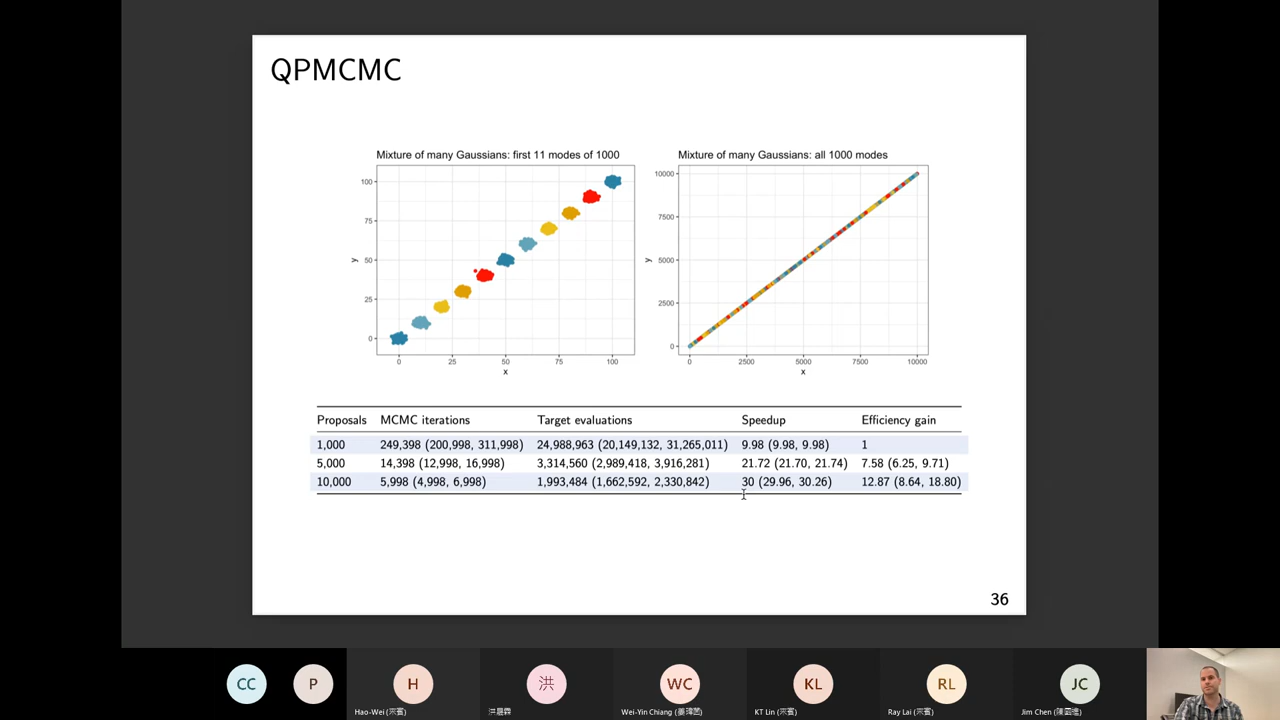 QPMCMC
Mixture of many Gaussians: first 11 modes of 1000
100
75
50
25
0
y
0 25 50 75 100
x
Mixture of many Gaussians: all 1000 modes
10000
7500
5000
2500
0
y
0 2500 5000 7500 10000
x
Proposals MCMC iterations Target evaluations Speedup Efficiency gain
1,000 249,398 (200,998, 311,998) 24,988,963 (20,149,132, 31,265,011) 9.98 (9.98, 9.98) 1
5,000 14,398 (12,998, 16,998) 3,314,560 (2,989,418, 3,916,281) 21.72 (21.70, 21.74) 7.58 (6.25, 9.71)
10,000 5,998 (4,998, 6,998) 1,993,484 (1,662,592, 2,330,842) 30 (29.96, 30.26) 12.87 (8.64, 18.80)
36
CC P H 洪 WC KL RL JC
Hao-Wei (來賓) Wei-Yin Chiang KT Lin (來賓) Ray Lai (來賓) Jim Chen